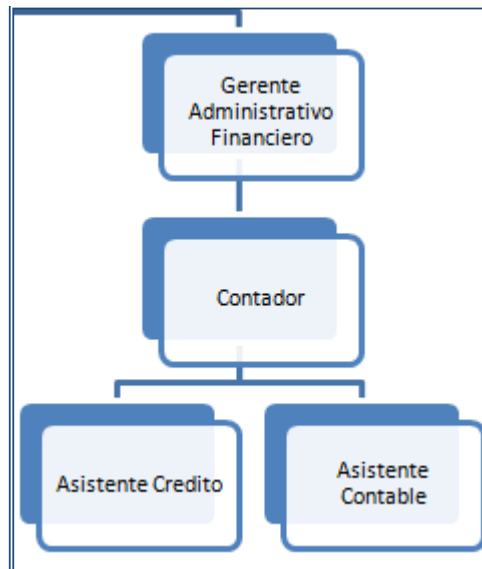 Gerente
Administrativo
Financiero
Contador
Asistente Credito
Asistente
Contable